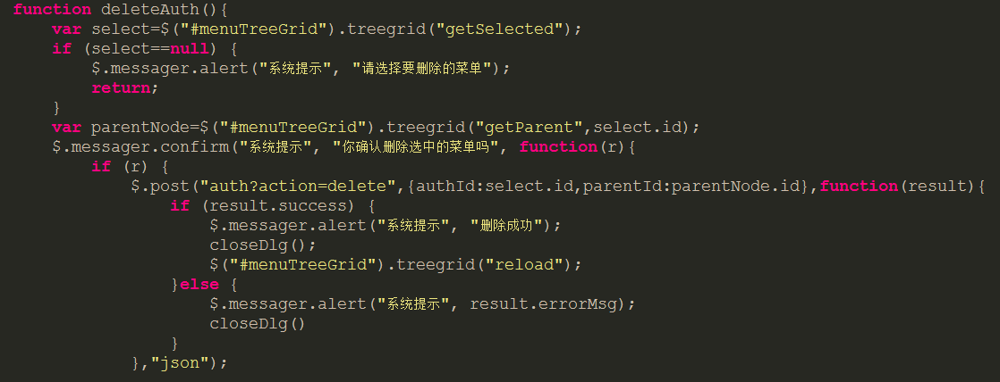 function deleteAuth(){
    var select=$("#menuTreeGrid").treegrid("getSelected");
    if (select==null) {
        $.messager.alert("系统提示", "请选择要删除的菜单");
        return;
    }
    var parentNode=$("#menuTreeGrid").treegrid("getParent",select.id);
    $.messager.confirm("系统提示", "你确认删除选中的菜单吗", function(r){
        if (r) {
            $.post("auth?action=delete",{authId:select.id,parentId:parentNode.id},function(result){
                if (result.success) {
                    $.messager.alert("系统提示", "删除成功");
                    closeDlg();
                    $("#menuTreeGrid").treegrid("reload");
                }else {
                    $.messager.alert("系统提示", result.errorMsg);
                    closeDlg()
                }
            },"json");